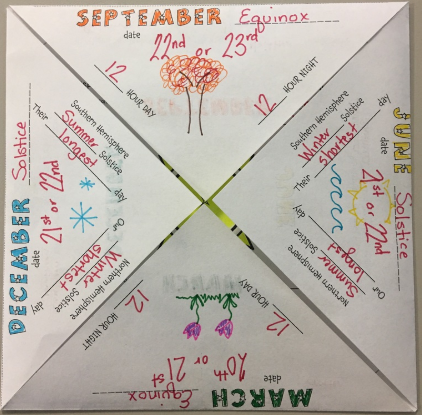 SEPTEMBER Equinox
date 22nd or 23rd
12 HOUR DAY
12 HOUR NIGHT
JUNE Solstice
date 21st or 22nd
Southern Hemisphere
Winter Solstice
Their shortest day
Northern Hemisphere
Summer Solstice
Our longest day
MARCH Equinox
date 20th or 21st
12 HOUR DAY
12 HOUR NIGHT
DECEMBER Solstice
date 21st or 22nd
Southern Hemisphere
Summer Solstice
Their longest day
Northern Hemisphere
Winter Solstice
Our shortest day